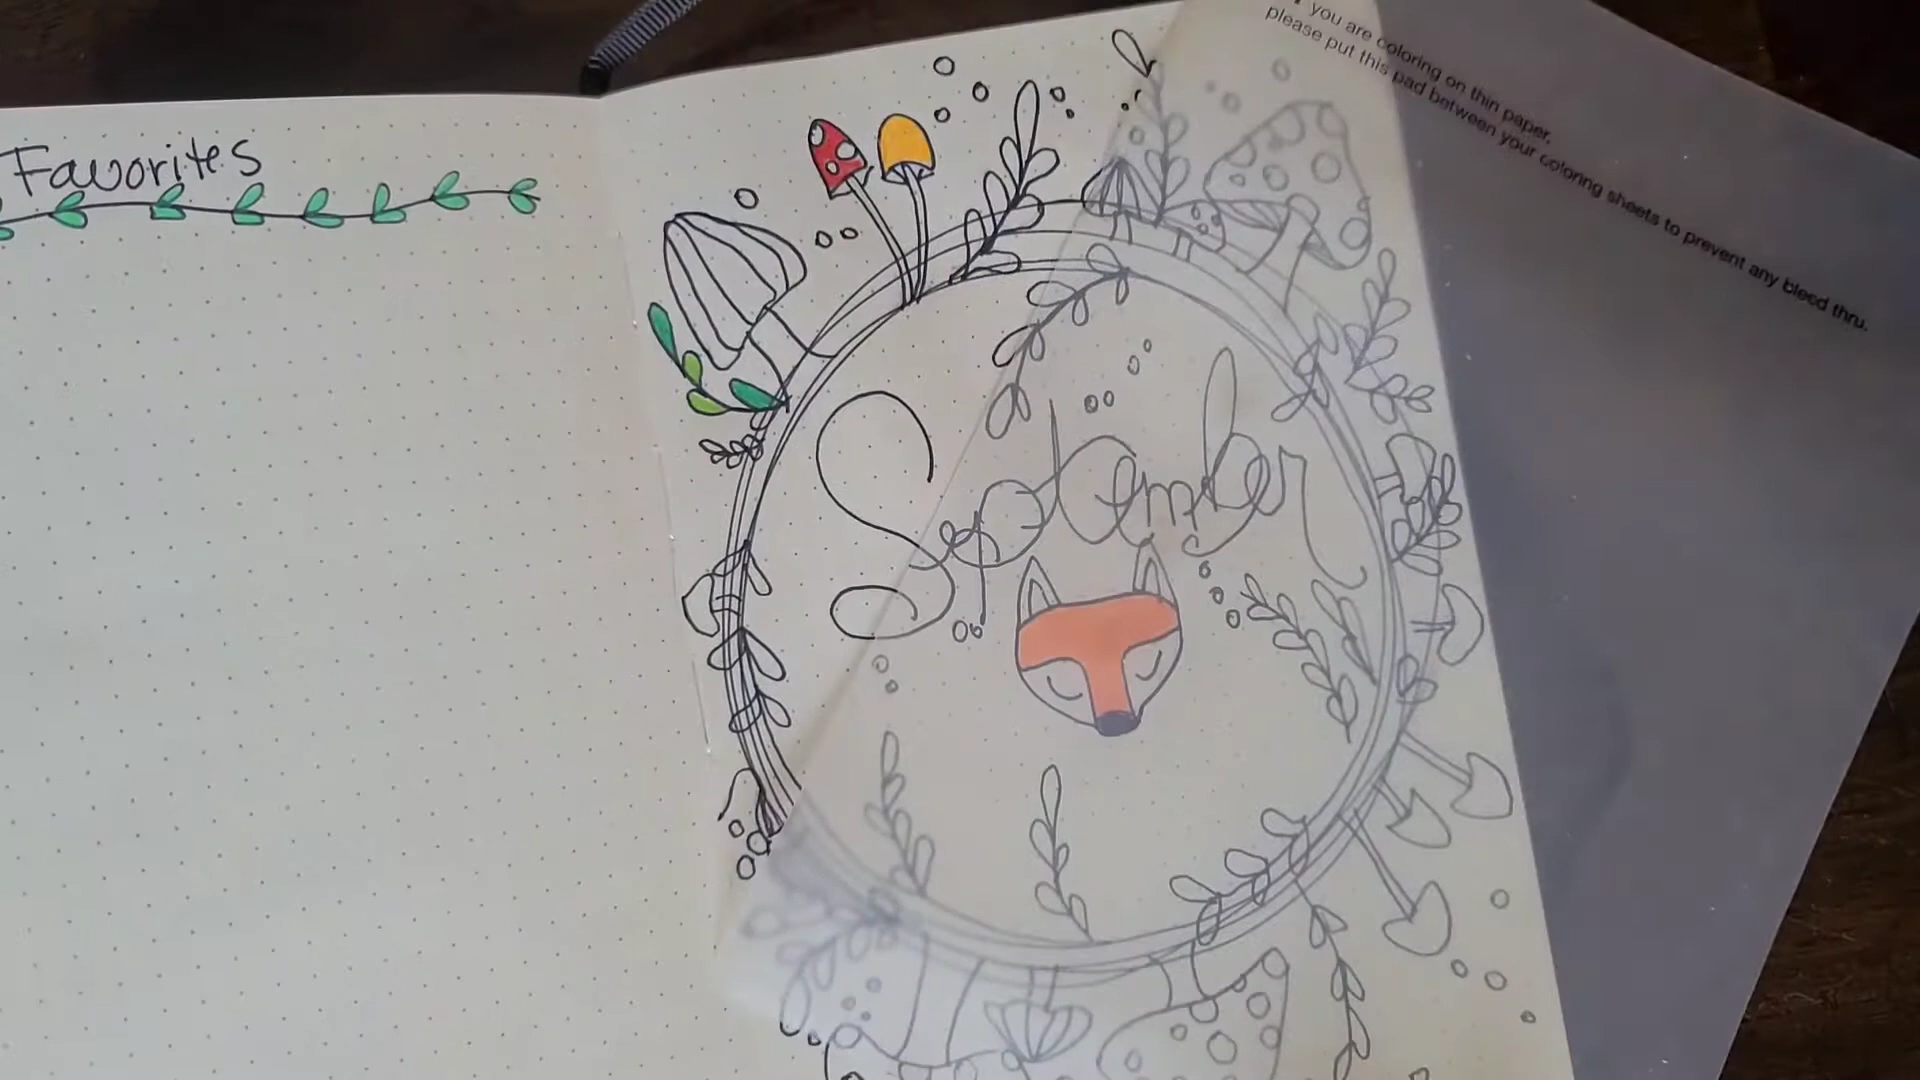 Favorites
September
you are coloring on thin paper,
please put this pad between your coloring sheets to prevent any bleed thru.